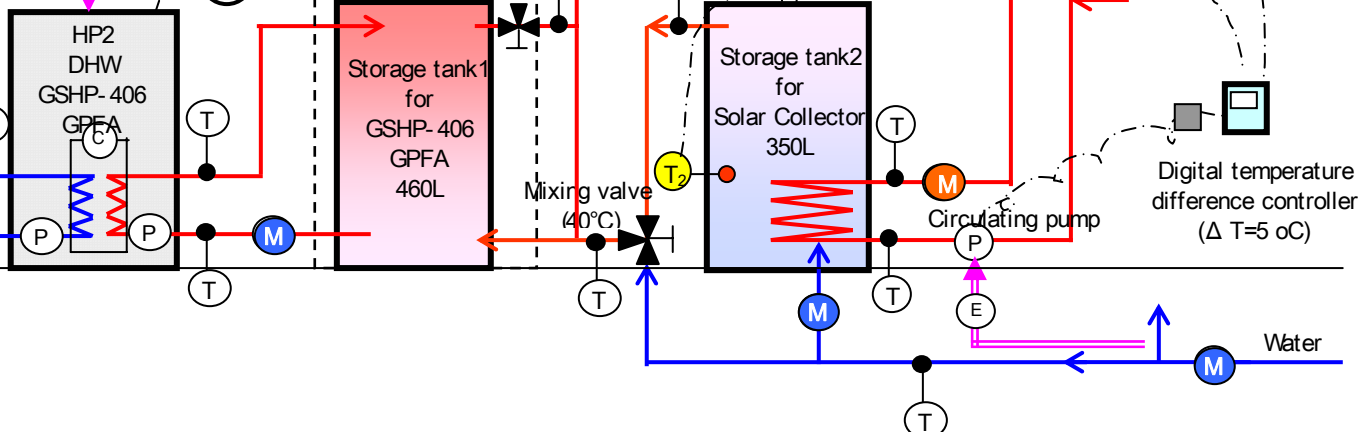 HP2
DHW
GSHP- 406
GPFA
C
P
P
T
T
M
Storage tank1
for
GSHP- 406
GPFA
460L
Mixing valve
(40℃)
T
T2
Storage tank2
for
Solar Collector
350L
T
M
Circulating pump
P
T
E
M
T
M
Water
Digital temperature
difference controller
(Δ T=5 oC)